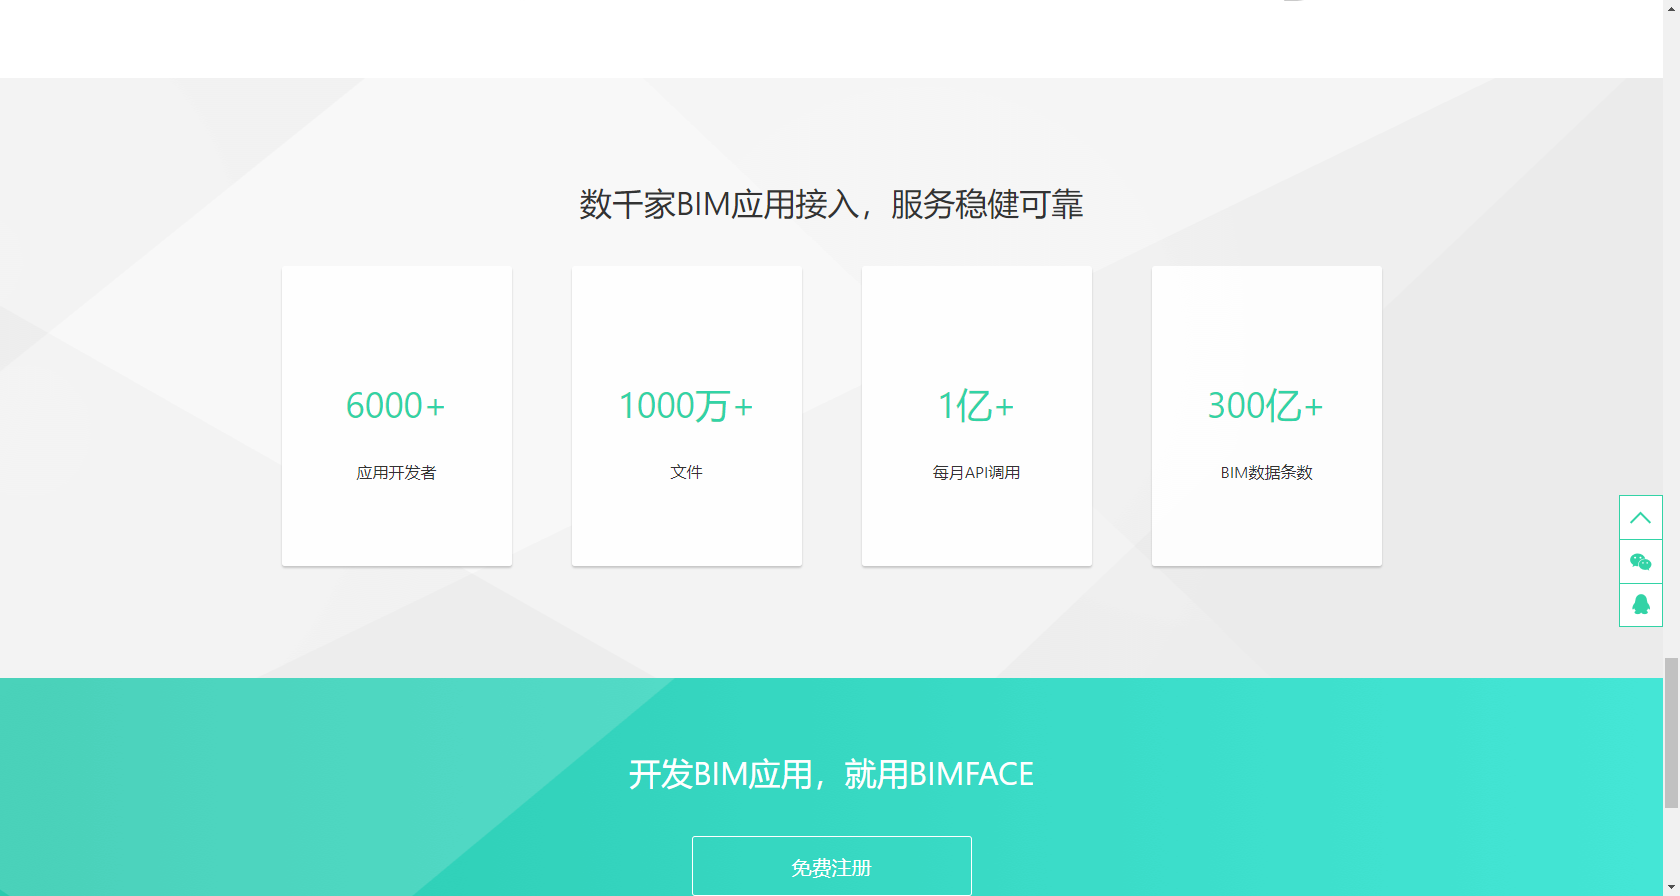 数千家BIM应用接入，服务稳健可靠
6000+
1000万+
1亿+
300亿+
应用开发者
文件
每月API调用
BIM数据条数
开发BIM应用，就用BIMFACE
免费注册